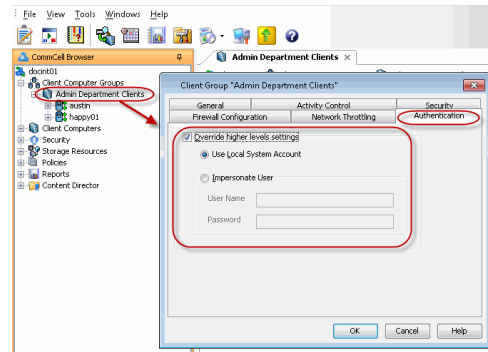 File View Tools Windows Help
CommCell Browser
Admin Department Clients
docint01
Client Computer Groups
Admin Department Clients
austin
happy01
Client Computers
Security
Storage Resources
Policies
Reports
Content Director
Client Group "Admin Department Clients"
General Activity Control Security
Firewall Configuration Network Throttling Authentication
Override higher levels settings
Use Local System Account
Impersonate User
User Name
Password
OK Cancel Help